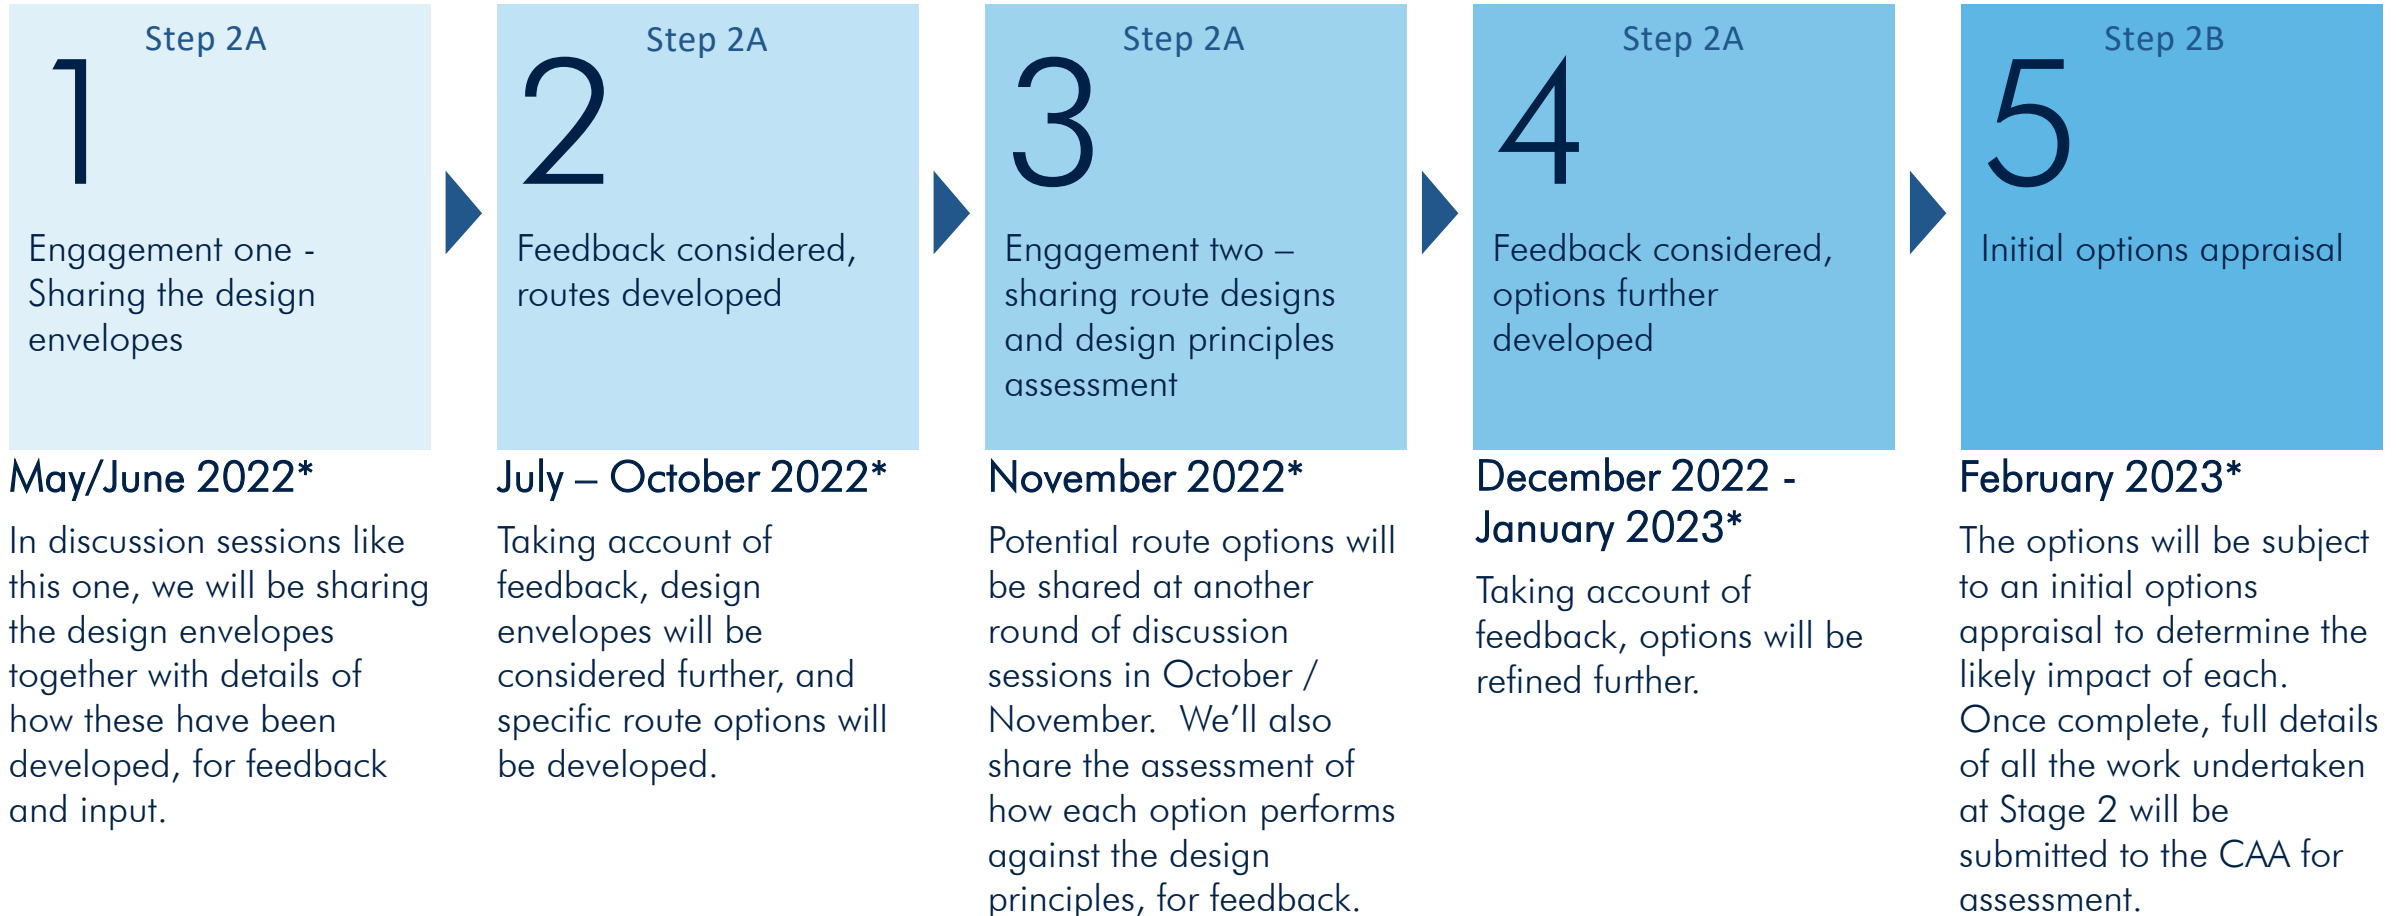 Step 2A
1
Engagement one -
Sharing the design
envelopes
May/June 2022*
In discussion sessions like
this one, we will be sharing
the design envelopes
together with details of
how these have been
developed, for feedback
and input.
Step 2A
2
Feedback considered,
routes developed
July – October 2022*
Taking account of
feedback, design
envelopes will be
considered further, and
specific route options will
be developed.
Step 2A
3
Engagement two –
sharing route designs
and design principles
assessment
November 2022*
Potential route options will
be shared at another
round of discussion
sessions in October /
November.  We’ll also
share the assessment of
how each option performs
against the design
principles, for feedback.
Step 2A
4
Feedback considered,
options further
developed
December 2022 -
January 2023*
Taking account of
feedback, options will be
refined further.
Step 2B
5
Initial options appraisal
February 2023*
The options will be subject
to an initial options
appraisal to determine the
likely impact of each.
Once complete, full details
of all the work undertaken
at Stage 2 will be
submitted to the CAA for
assessment.